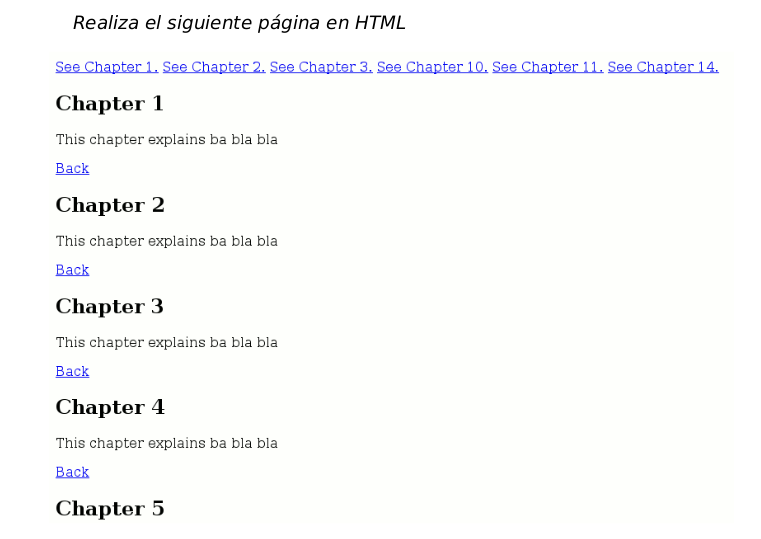 Realiza el siguiente página en HTML
See Chapter 1. See Chapter 2. See Chapter 3. See Chapter 10. See Chapter 11. See Chapter 14.
Chapter 1
This chapter explains ba bla bla
Back
Chapter 2
This chapter explains ba bla bla
Back
Chapter 3
This chapter explains ba bla bla
Back
Chapter 4
This chapter explains ba bla bla
Back
Chapter 5